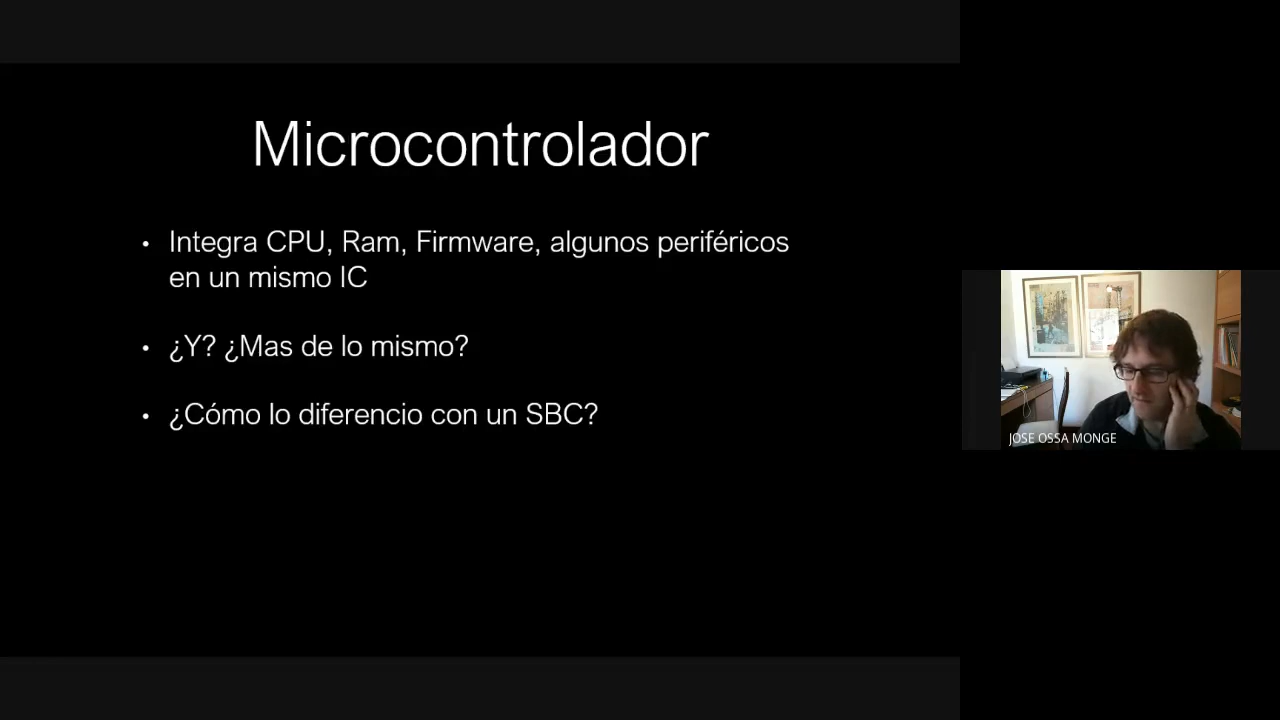 Microcontrolador
• Integra CPU, Ram, Firmware, algunos periféricos
en un mismo IC
• ¿Y? ¿Mas de lo mismo?
• ¿Cómo lo diferencio con un SBC?
JOSE OSSA MONGE